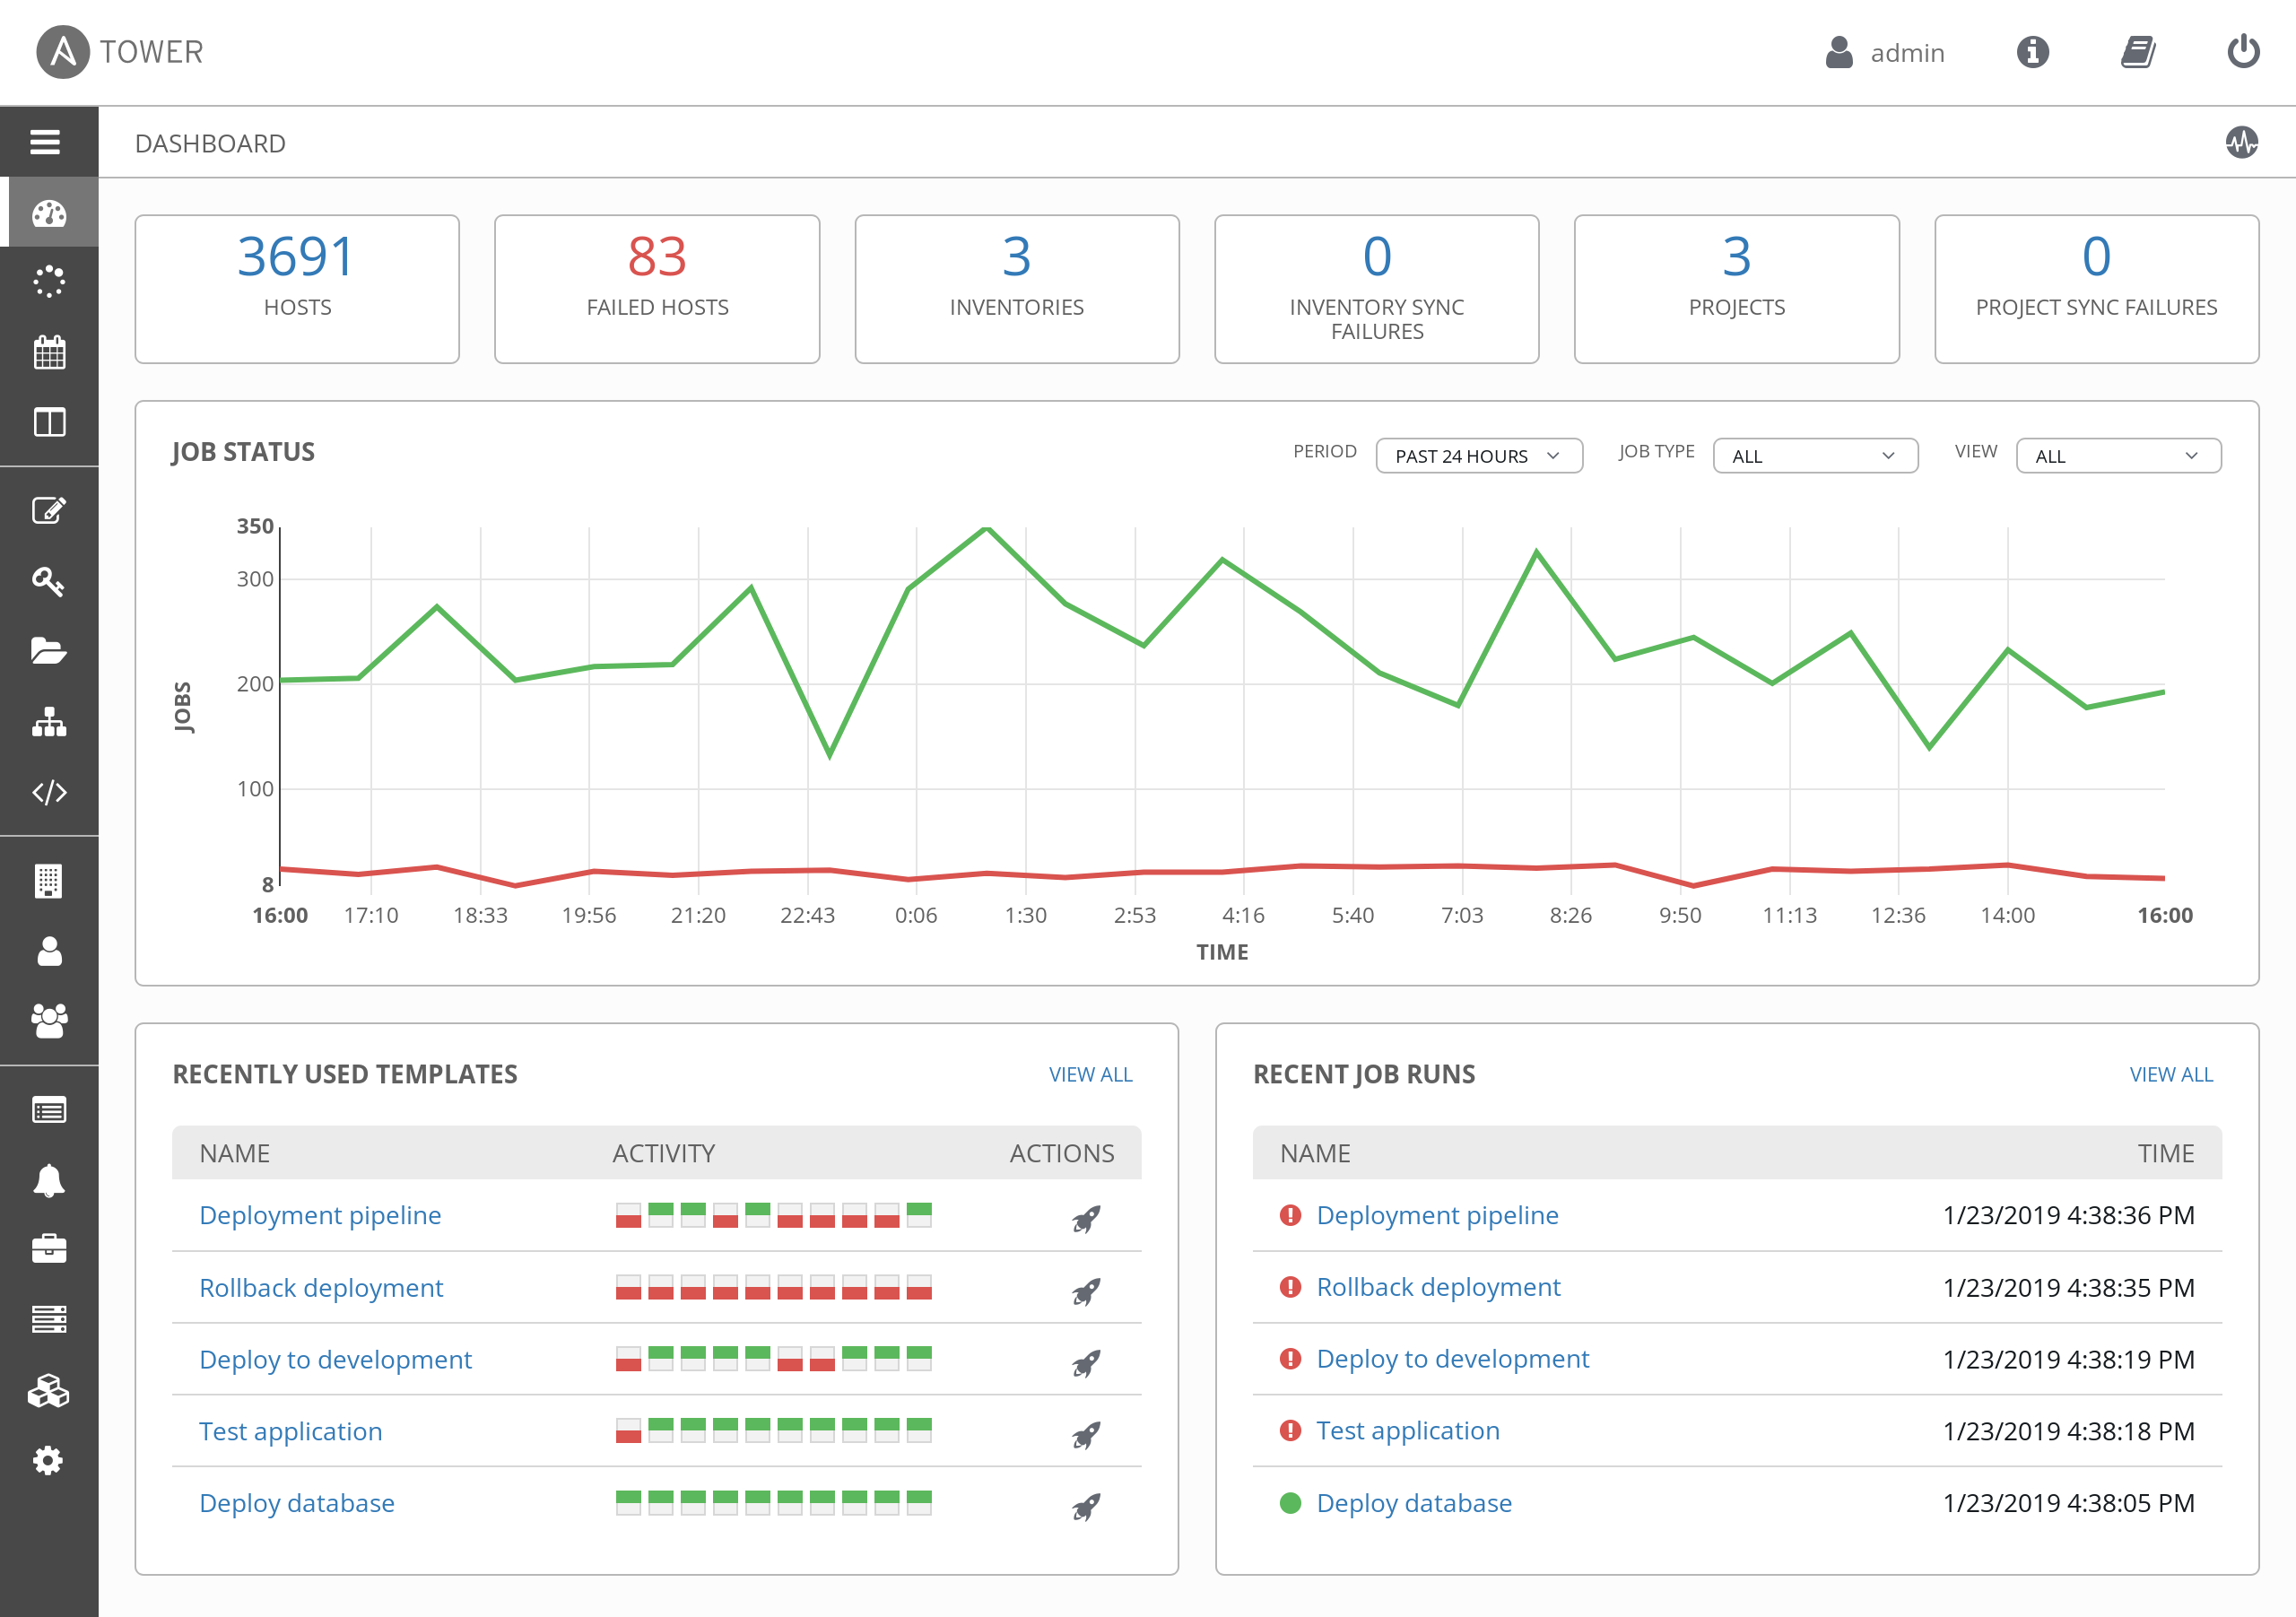 TOWER
admin
DASHBOARD
3691
HOSTS
83
FAILED HOSTS
3
INVENTORIES
0
INVENTORY SYNC
FAILURES
3
PROJECTS
0
PROJECT SYNC FAILURES
JOB STATUS
PERIOD PAST 24 HOURS JOB TYPE ALL VIEW ALL
350
300
200
100
8
JOBS
16:00 17:10 18:33 19:56 21:20 22:43 0:06 1:30 2:53 4:16 5:40 7:03 8:26 9:50 11:13 12:36 14:00 16:00
TIME
RECENTLY USED TEMPLATES VIEW ALL
NAME ACTIVITY ACTIONS
Deployment pipeline
Rollback deployment
Deploy to development
Test application
Deploy database
RECENT JOB RUNS VIEW ALL
NAME TIME
Deployment pipeline 1/23/2019 4:38:36 PM
Rollback deployment 1/23/2019 4:38:35 PM
Deploy to development 1/23/2019 4:38:19 PM
Test application 1/23/2019 4:38:18 PM
Deploy database 1/23/2019 4:38:05 PM